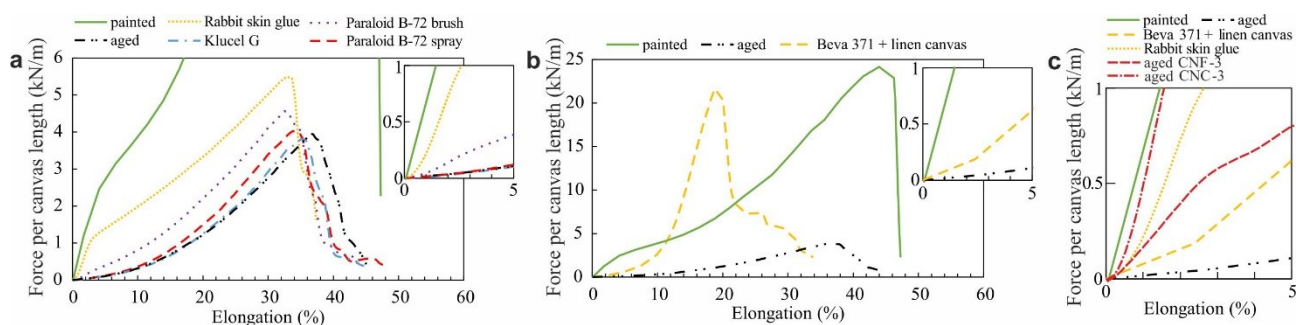 painted
Rabbit skin glue
Paraloid B-72 brush
aged
Klucel G
Paraloid B-72 spray
a
Force per canvas length (kN/m)
6
5
4
3
2
1
0
0 10 20 30 40 50 60
Elongation (%)
1
0.5
0
0 5
b
painted
aged
Beva 371 + linen canvas
Force per canvas length (kN/m)
25
20
15
10
5
0
0 10 20 30 40 50 60
Elongation (%)
1
0.5
0
0 5
c
painted
aged
Beva 371+ linen canvas
Rabbit skin glue
aged CNF-3
aged CNC-3
Force per canvas length (kN/m)
1
0.5
0
0 5
Elongation (%)